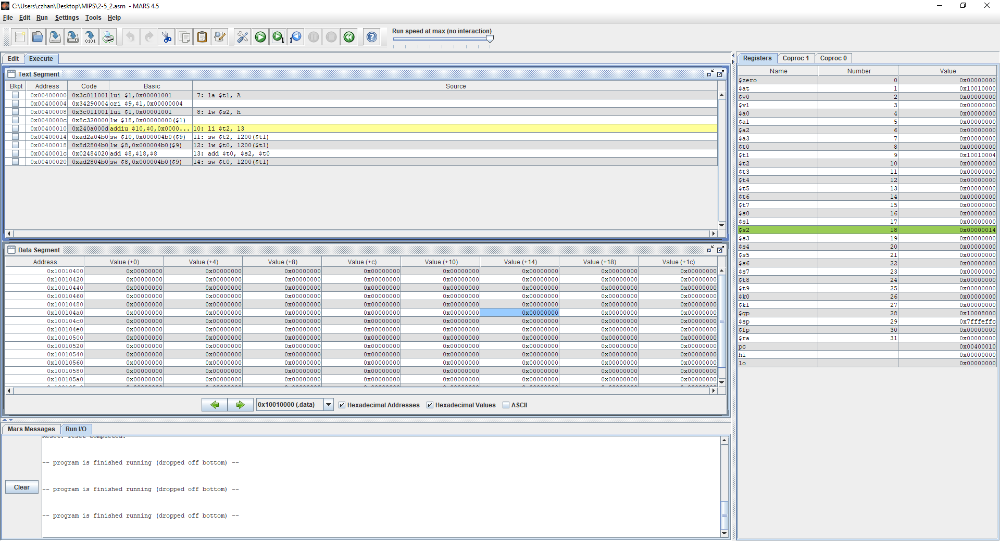 C:\Users\czhan\Desktop\MIPS\2-5_2.asm - MARS 4.5
File Edit Run Settings Tools Help
Run speed at max (no interaction)
Edit Execute
Text Segment
Bkpt Address Code Basic Source
0x00400000 0x3c011001 lui $1,0x00001001 7: la $t1, A
0x00400004 0x34290004 ori $9,$1,0x00000004
0x00400008 0x3c011001 lui $1,0x00001001 8: lw $s2, h
0x0040000c 0x8c320000 lw $18,0x00000000($1)
0x00400010 0x240a000d addiu $10,$0,0x0000... 10: li $t2, 13
0x00400014 0xad2a04b0 sw $10,0x000004b0($9) 11: sw $t2, 1200($t1)
0x00400018 0x8d2804b0 lw $8,0x000004b0($9) 12: lw $t0, 1200($t1)
0x0040001c 0x02484020 add $8,$18,$8 13: add $t0, $s2, $t0
0x00400020 0xad2804b0 sw $8,0x000004b0($9) 14: sw $t0, 1200($t1)
Data Segment
Address Value (+0) Value (+4) Value (+8) Value (+c) Value (+10) Value (+14) Value (+18) Value (+1c)
0x10010400 0x00000000 0x00000000 0x00000000 0x00000000 0x00000000 0x00000000 0x00000000 0x00000000
0x10010420 0x00000000 0x00000000 0x00000000 0x00000000 0x00000000 0x00000000 0x00000000 0x00000000
0x10010440 0x00000000 0x00000000 0x00000000 0x00000000 0x00000000 0x00000000 0x00000000 0x00000000
0x10010460 0x00000000 0x00000000 0x00000000 0x00000000 0x00000000 0x00000000 0x00000000 0x00000000
0x10010480 0x00000000 0x00000000 0x00000000 0x00000000 0x00000000 0x00000000 0x00000000 0x00000000
0x100104a0 0x00000000 0x00000000 0x00000000 0x00000000 0x00000000 0x00000000 0x00000000 0x00000000
0x100104c0 0x00000000 0x00000000 0x00000000 0x00000000 0x00000000 0x00000000 0x00000000 0x00000000
0x100104e0 0x00000000 0x00000000 0x00000000 0x00000000 0x00000000 0x00000000 0x00000000 0x00000000
0x10010500 0x00000000 0x00000000 0x00000000 0x00000000 0x00000000 0x00000000 0x00000000 0x00000000
0x10010520 0x00000000 0x00000000 0x00000000 0x00000000 0x00000000 0x00000000 0x00000000 0x00000000
0x10010540 0x00000000 0x00000000 0x00000000 0x00000000 0x00000000 0x00000000 0x00000000 0x00000000
0x10010560 0x00000000 0x00000000 0x00000000 0x00000000 0x00000000 0x00000000 0x00000000 0x00000000
0x10010580 0x00000000 0x00000000 0x00000000 0x00000000 0x00000000 0x00000000 0x00000000 0x00000000
0x100105a0 0x00000000 0x00000000 0x00000000 0x00000000 0x00000000 0x00000000 0x00000000 0x00000000
0x10010000 (.data) Hexadecimal Addresses Hexadecimal Values ASCII
Mars Messages Run I/O
Reset: reset completed.
-- program is finished running (dropped off bottom) --
-- program is finished running (dropped off bottom) --
-- program is finished running (dropped off bottom) --
Clear
Registers Coproc 1 Coproc 0
Name Number Value
$zero 0 0x00000000
$at 1 0x10010000
$v0 2 0x00000000
$v1 3 0x00000000
$a0 4 0x00000000
$a1 5 0x00000000
$a2 6 0x00000000
$a3 7 0x00000000
$t0 8 0x00000000
$t1 9 0x10010004
$t2 10 0x00000000
$t3 11 0x00000000
$t4 12 0x00000000
$t5 13 0x00000000
$t6 14 0x00000000
$t7 15 0x00000000
$s0 16 0x00000000
$s1 17 0x00000000
$s2 18 0x00000014
$s3 19 0x00000000
$s4 20 0x00000000
$s5 21 0x00000000
$s6 22 0x00000000
$s7 23 0x00000000
$t8 24 0x00000000
$t9 25 0x00000000
$k0 26 0x00000000
$k1 27 0x00000000
$gp 28 0x10008000
$sp 29 0x7fffeffc
$fp 30 0x00000000
$ra 31 0x00000000
pc 0x00400010
hi 0x00000000
lo 0x00000000